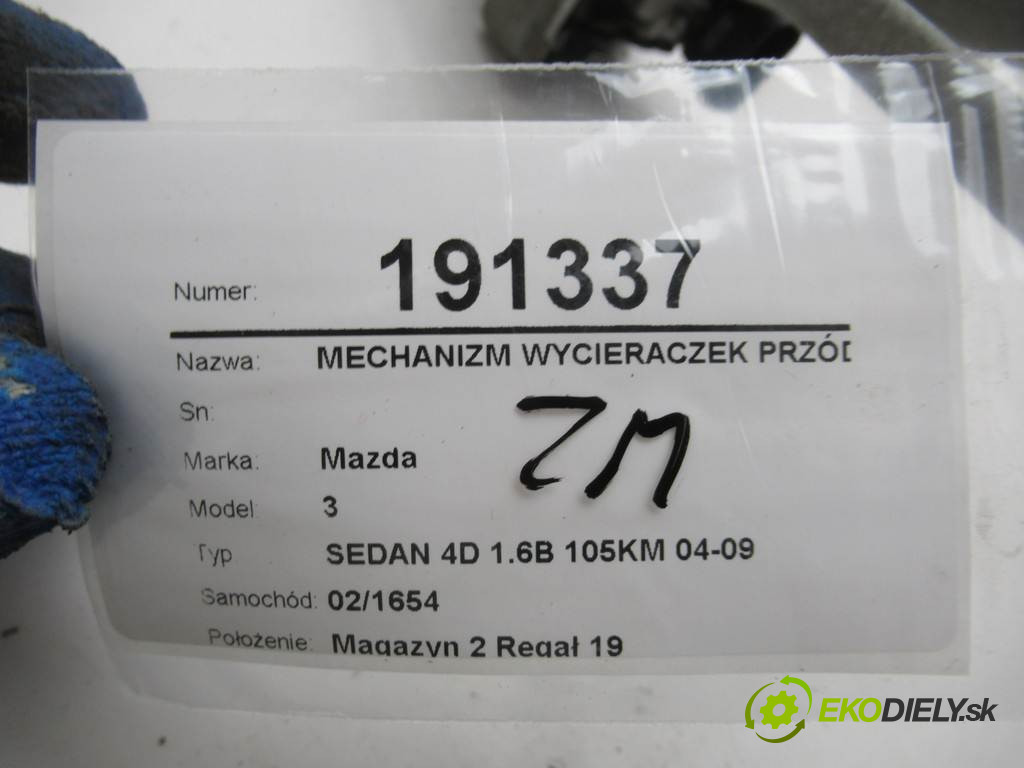 Numer: 191337
Nazwa: MECHANIZM WYCIERACZEK PRZÓD
Sn:
ZM
Marka: Mazda
Model: 3
Typ SEDAN 4D 1.6B 105KM 04-09
Samochód: 02/1654
Położenie: Magazyn 2 Regał 19
EKODIELY.sk